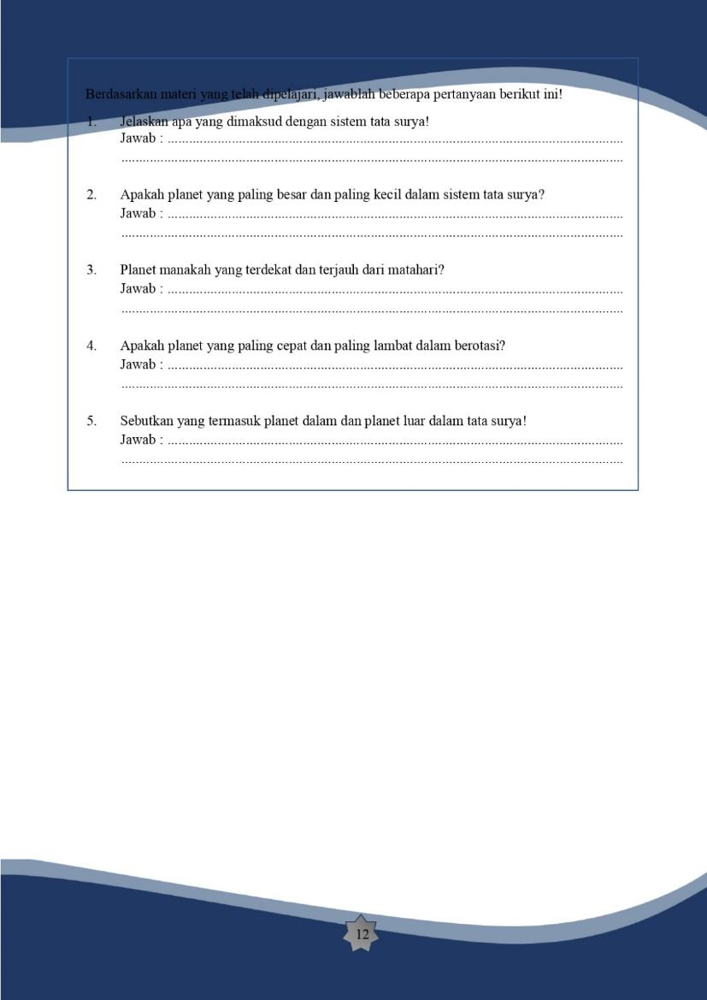 Berdasarkan materi yang telah dipelajari, jawablah beberapa pertanyaan berikut ini!
1. Jelaskan apa yang dimaksud dengan sistem tata surya!
Jawab : ................................................................................................................................
..............................................................................................................................................
2. Apakah planet yang paling besar dan paling kecil dalam sistem tata surya?
Jawab : ................................................................................................................................
..............................................................................................................................................
3. Planet manakah yang terdekat dan terjauh dari matahari?
Jawab : ................................................................................................................................
..............................................................................................................................................
4. Apakah planet yang paling cepat dan paling lambat dalam berotasi?
Jawab : ................................................................................................................................
..............................................................................................................................................
5. Sebutkan yang termasuk planet dalam dan planet luar dalam tata surya!
Jawab : ................................................................................................................................
..............................................................................................................................................
12